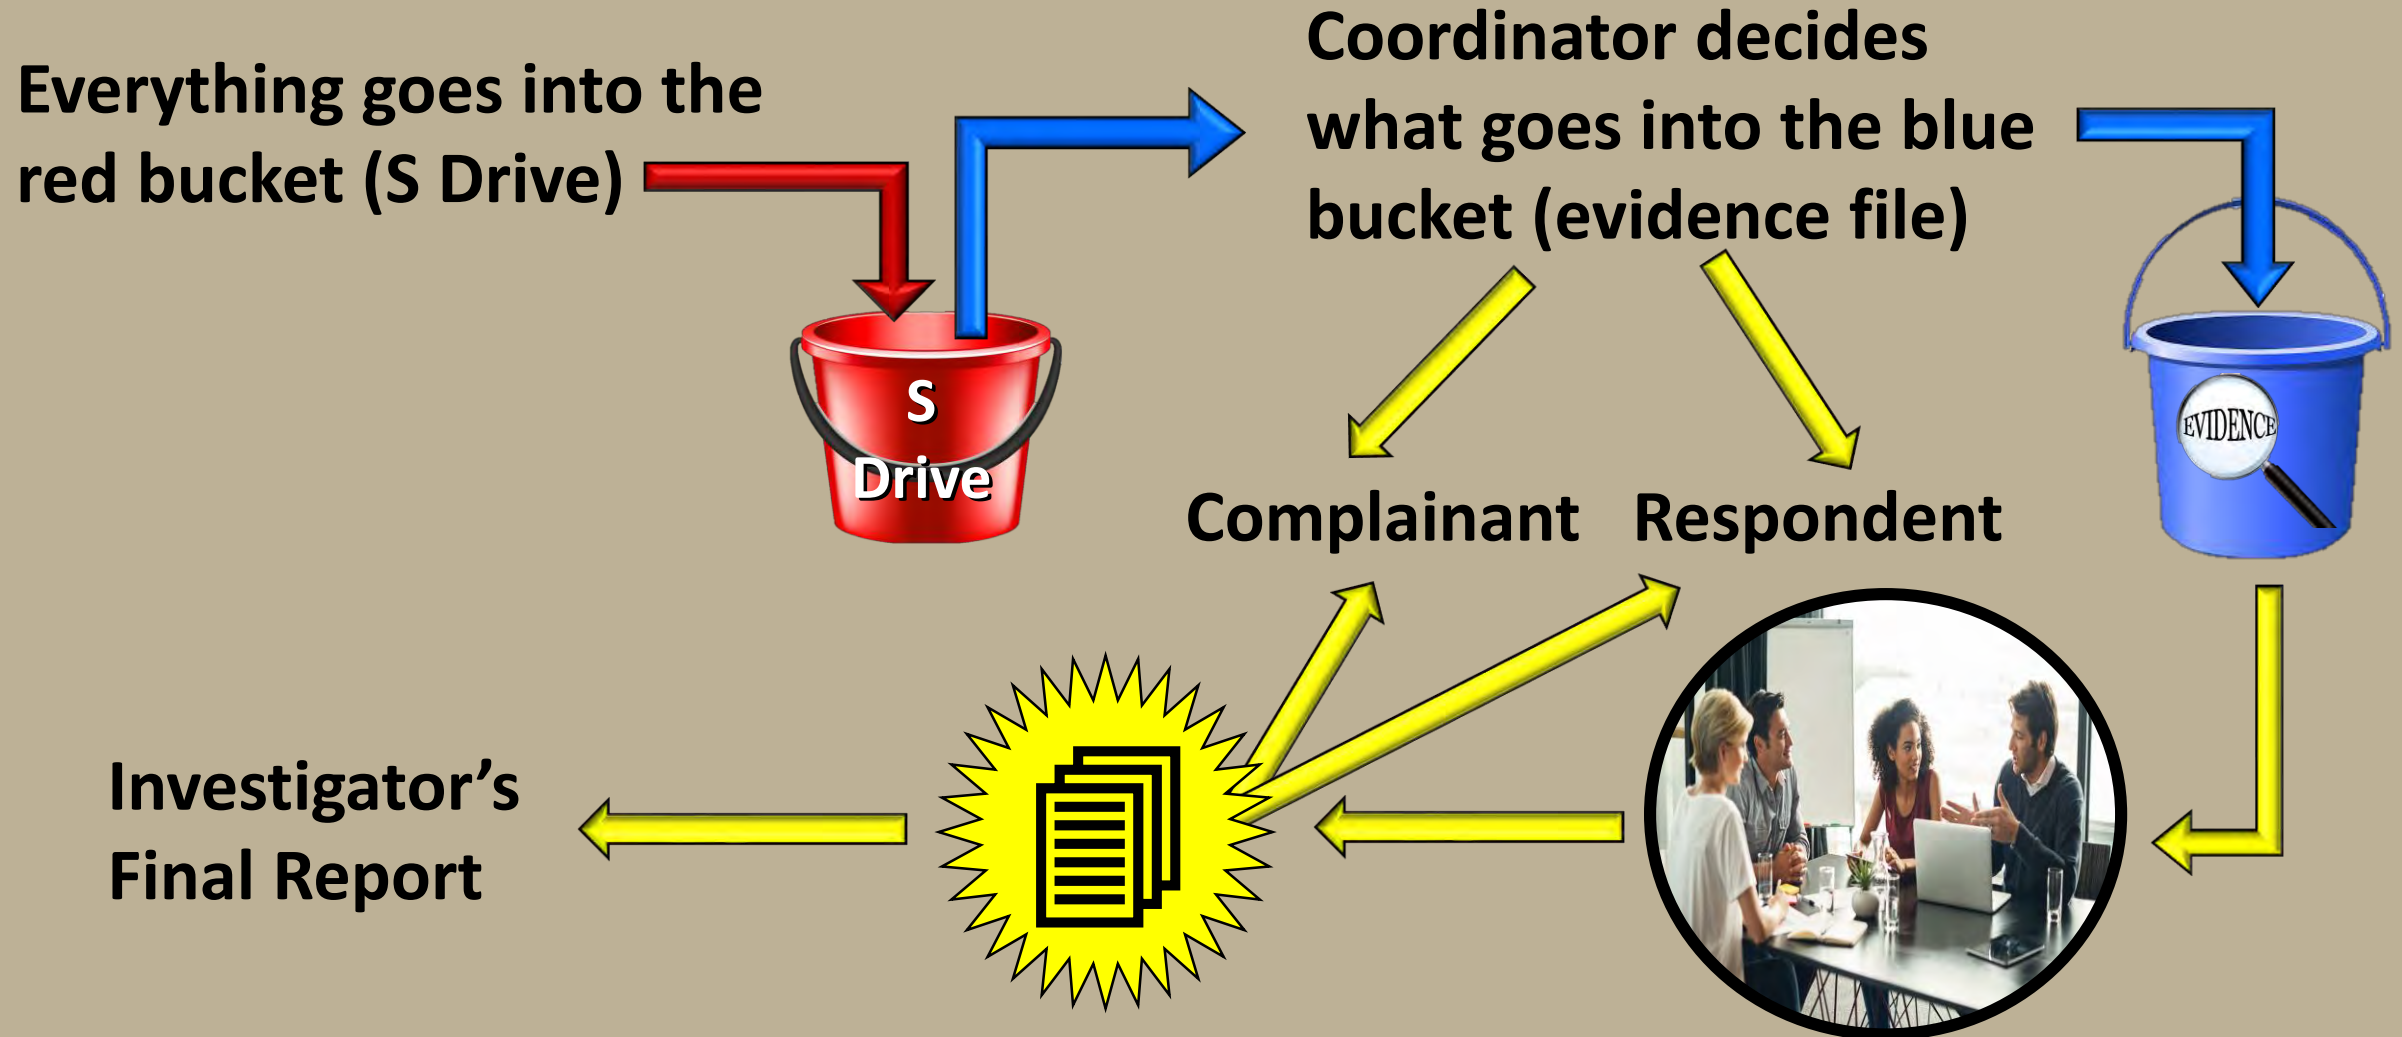 Everything goes into the
red bucket (S Drive)
Coordinator decides
what goes into the blue
bucket (evidence file)
S
Drive
EVIDENCE
Complainant
Respondent
Investigator’s
Final Report